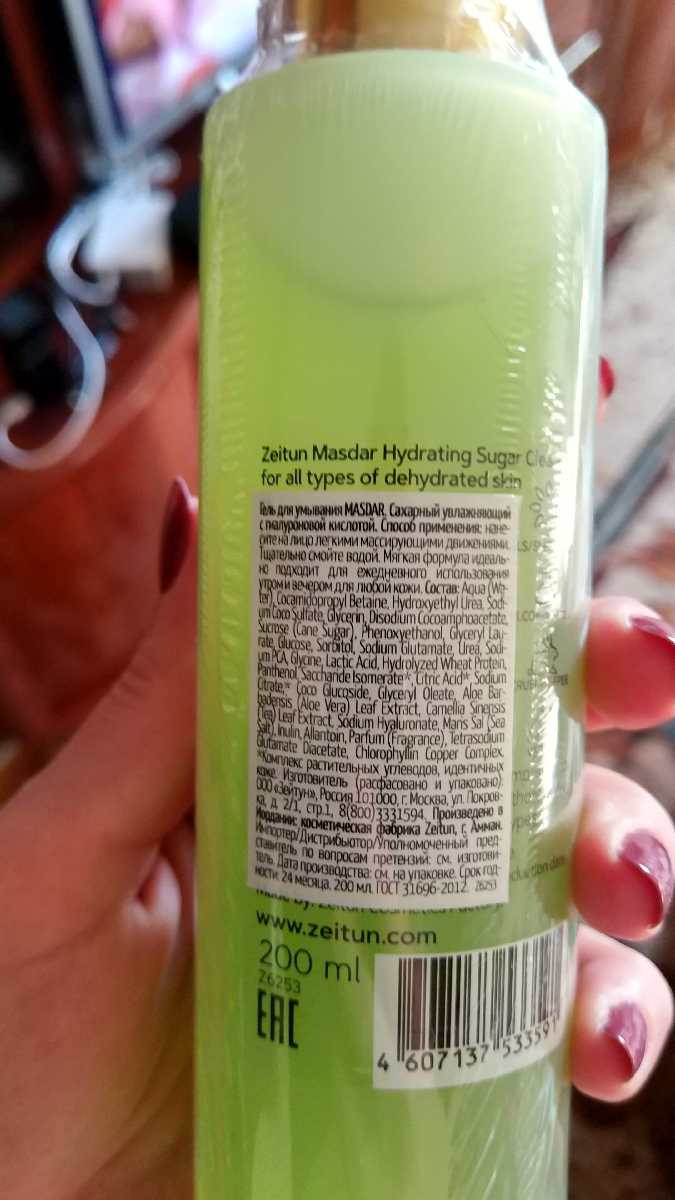 Zeitun Masdar Hydrating Sugar
for all types of dehydrated skin
Гель для умывания MASDAR. Сахарный увлажняющий
с гиалуроновой кислотой. Способ применения: нане-
сите на лицо легкими массирующими движениями.
Тщательно смойте водой. Мягкая формула идеаль-
но подходит для ежедневного использования
утром и вечером для любой кожи. Состав: Aqua (Wa-
ter), Cocamidopropyl Betaine, Hydroxyethyl Urea, Sodi-
um Coco Sulfate, Glycerin, Disodium Cocoamphoacetate,
Sucrose (Cane Sugar), Phenoxyethanol, Glyceryl Lau-
rate, Glucose, Sorbitol, Sodium Glutamate, Urea, Sodi-
um PCA, Glycine, Lactic Acid, Hydrolyzed Wheat Protein,
Panthenol, Saccharide Isomerate*, Citric Acid*, Sodium
Citrate,* Coco Glucoside, Glyceryl Oleate, Aloe Bar-
badensis (Aloe Vera) Leaf Extract, Camellia Sinensis
(Tea) Leaf Extract, Sodium Hyaluronate, Maris Sal (Sea
Salt), Inulin, Allantoin, Parfum (Fragrance), Tetrasodium
Glutamate Diacetate, Chlorophyllin Copper Complex.
*Комплекс растительных углеводов, идентичных
коже. Изготовитель (расфасовано и упаковано):
ООО «Зейтун», Россия 101000, г. Москва, ул. Покров-
ка, д. 2/1, стр.1, 8(800)3331594. Произведено в
Иордании: косметическая фабрика Zeitun, г. Амман.
Импортер/Дистрибьютор/Уполномоченный пред-
ставитель по вопросам претензий: см. изготови-
тель. Дата производства: см. на упаковке. Срок год-
ности: 24 месяца. 200 мл. ГОСТ 31696-2012. Z6253
www.zeitun.com
200 ml
Z6253
EAC
4 607137 533591